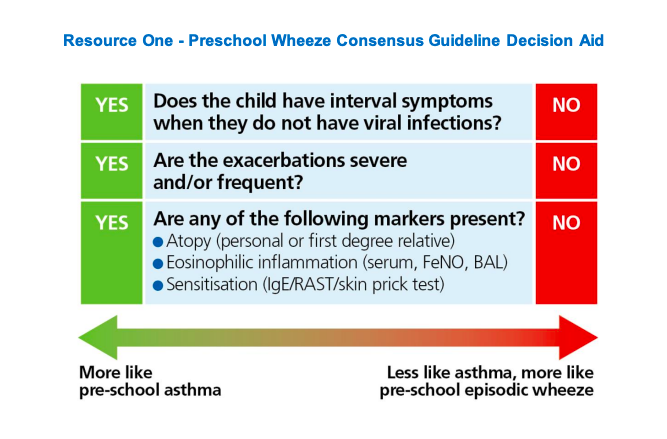 Resource One - Preschool Wheeze Consensus Guideline Decision Aid
YES
Does the child have interval symptoms
when they do not have viral infections?
NO
YES
Are the exacerbations severe
and/or frequent?
NO
YES
Are any of the following markers present?
● Atopy (personal or first degree relative)
● Eosinophilic inflammation (serum, FeNO, BAL)
● Sensitisation (IgE/RAST/skin prick test)
NO
More like
pre-school asthma
Less like asthma, more like
pre-school episodic wheeze